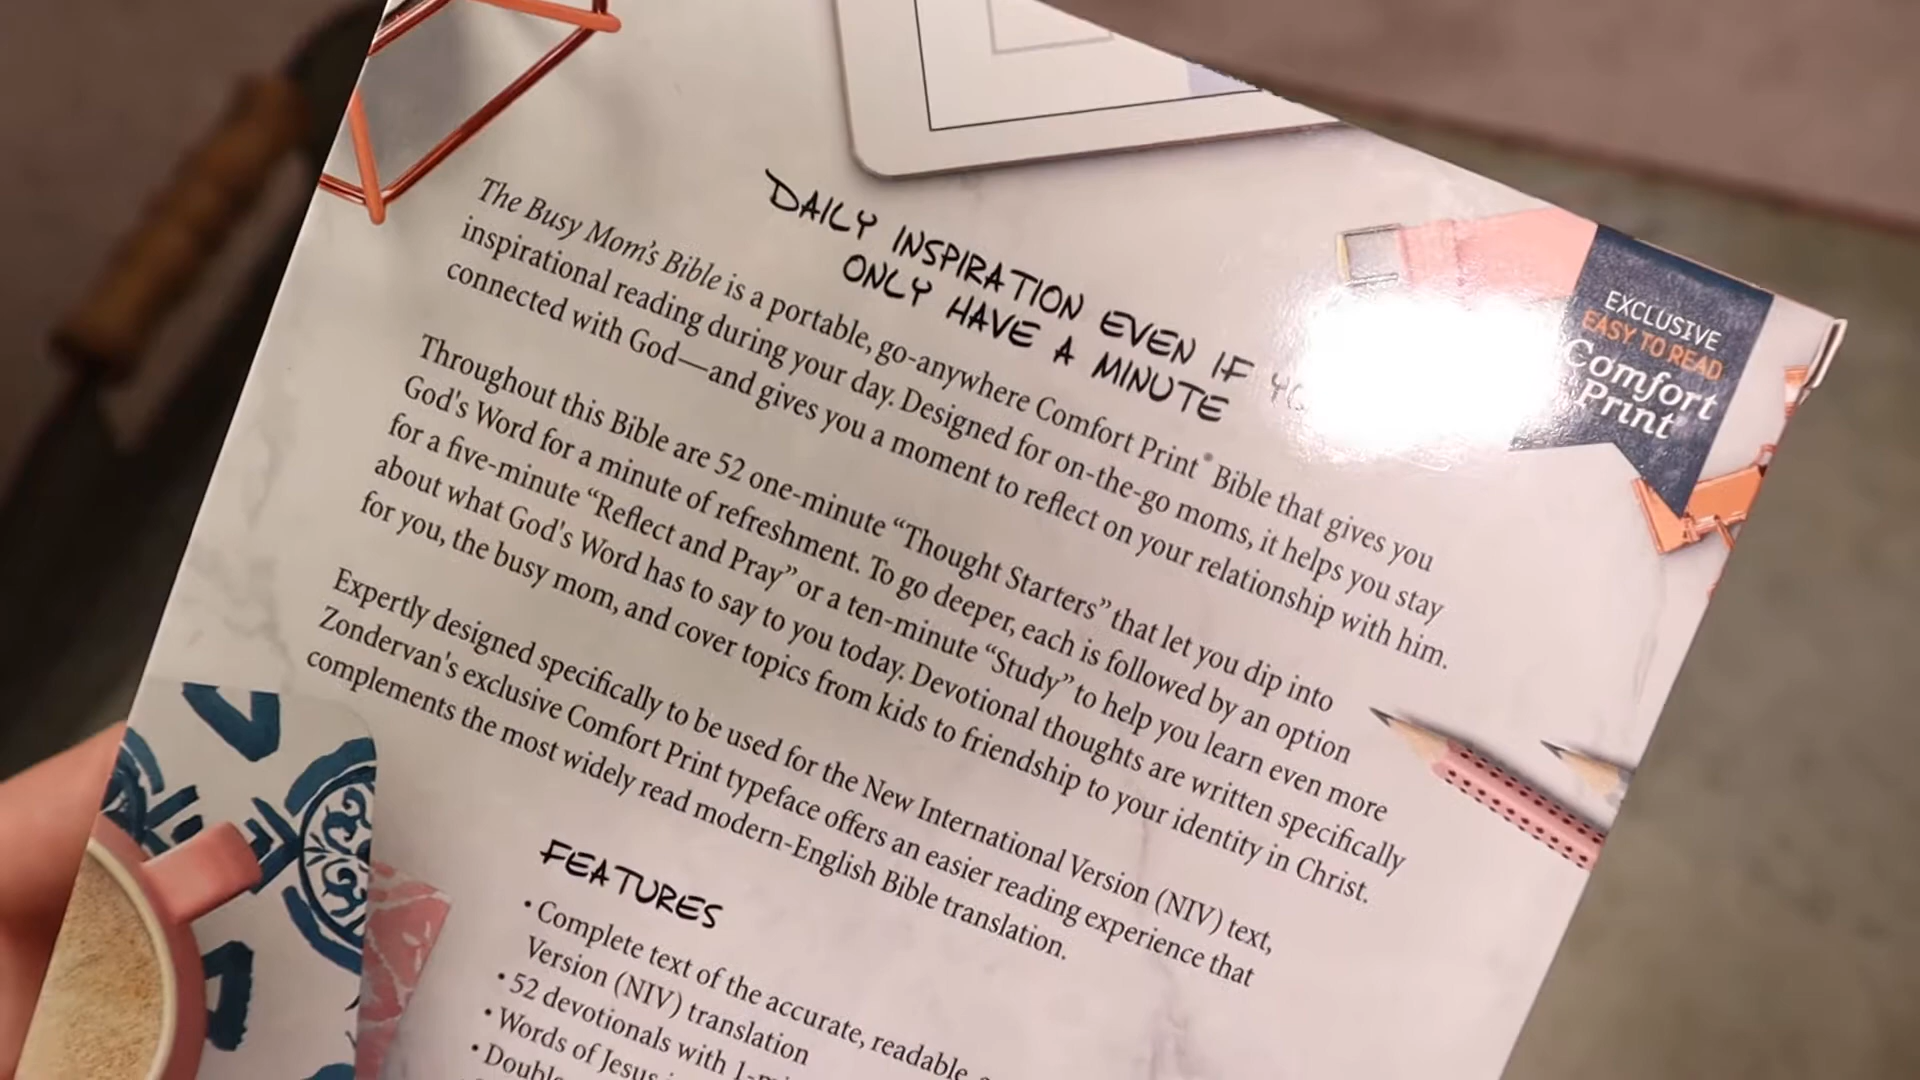 DAILY INSPIRATION EVEN IF
ONLY HAVE A MINUTE
The Busy Mom's Bible is a portable, go-anywhere Comfort Print® Bible that gives you
inspirational reading during your day. Designed for on-the-go moms, it helps you stay
connected with God—and gives you a moment to reflect on your relationship with him.
Throughout this Bible are 52 one-minute “Thought Starters” that let you dip into
God's Word for a minute of refreshment. To go deeper, each is followed by an option
for a five-minute “Reflect and Pray” or a ten-minute “Study” to help you learn even more
about what God's Word has to say to you today. Devotional thoughts are written specifically
for you, the busy mom, and cover topics from kids to friendship to your identity in Christ.
Expertly designed specifically to be used for the New International Version (NIV) text,
Zondervan's exclusive Comfort Print typeface offers an easier reading experience that
complements the most widely read modern-English Bible translation.
FEATURES
• Complete text of the accurate, readable,
Version (NIV) translation
• 52 devotionals with
• Words of Jesus
•
EXCLUSIVE
EASY TO READ
Comfort
Print